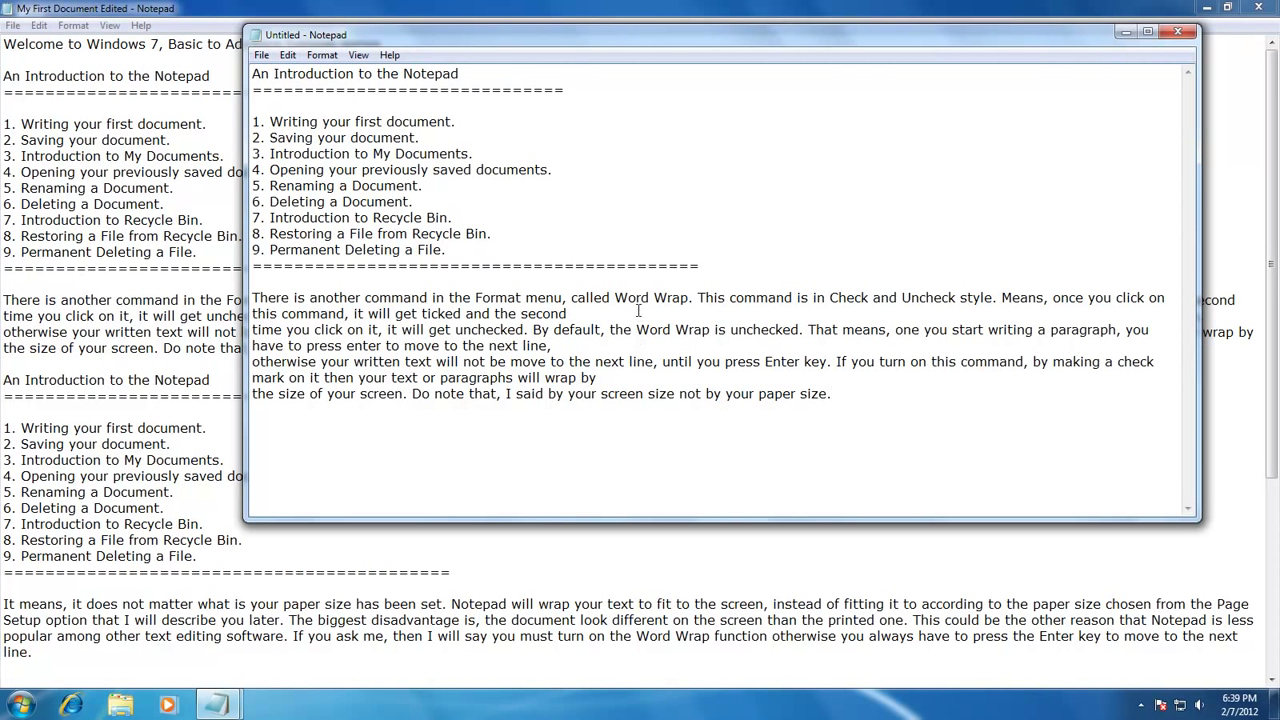 My First Document Edited - Notepad
File Edit Format View Help
Welcome to Windows 7, Basic to Ad
An Introduction to the Notepad
==========================
1. Writing your first document.
2. Saving your document.
3. Introduction to My Documents.
4. Opening your previously saved do
5. Renaming a Document.
6. Deleting a Document.
7. Introduction to Recycle Bin.
8. Restoring a File from Recycle Bin.
9. Permanent Deleting a File.
==========================
There is another command in the Fo
time you click on it, it will get unche
otherwise your written text will not b
the size of your screen. Do note that
econd
wrap by
An Introduction to the Notepad
==========================
1. Writing your first document.
2. Saving your document.
3. Introduction to My Documents.
4. Opening your previously saved do
5. Renaming a Document.
6. Deleting a Document.
7. Introduction to Recycle Bin.
8. Restoring a File from Recycle Bin.
9. Permanent Deleting a File.
===========================================
It means, it does not matter what is your paper size has been set. Notepad will wrap your text to fit to the screen, instead of fitting it to according to the paper size chosen from the Page
Setup option that I will describe you later. The biggest disadvantage is, the document look different on the screen than the printed one. This could be the other reason that Notepad is less
popular among other text editing software. If you ask me, then I will say you must turn on the Word Wrap function otherwise you always have to press the Enter key to move to the next
line.
Untitled - Notepad
File Edit Format View Help
An Introduction to the Notepad
==============================
1. Writing your first document.
2. Saving your document.
3. Introduction to My Documents.
4. Opening your previously saved documents.
5. Renaming a Document.
6. Deleting a Document.
7. Introduction to Recycle Bin.
8. Restoring a File from Recycle Bin.
9. Permanent Deleting a File.
===========================================
There is another command in the Format menu, called Word Wrap. This command is in Check and Uncheck style. Means, once you click on
this command, it will get ticked and the second
time you click on it, it will get unchecked. By default, the Word Wrap is unchecked. That means, one you start writing a paragraph, you
have to press enter to move to the next line,
otherwise your written text will not be move to the next line, until you press Enter key. If you turn on this command, by making a check
mark on it then your text or paragraphs will wrap by
the size of your screen. Do note that, I said by your screen size not by your paper size.
6:39 PM
2/7/2012